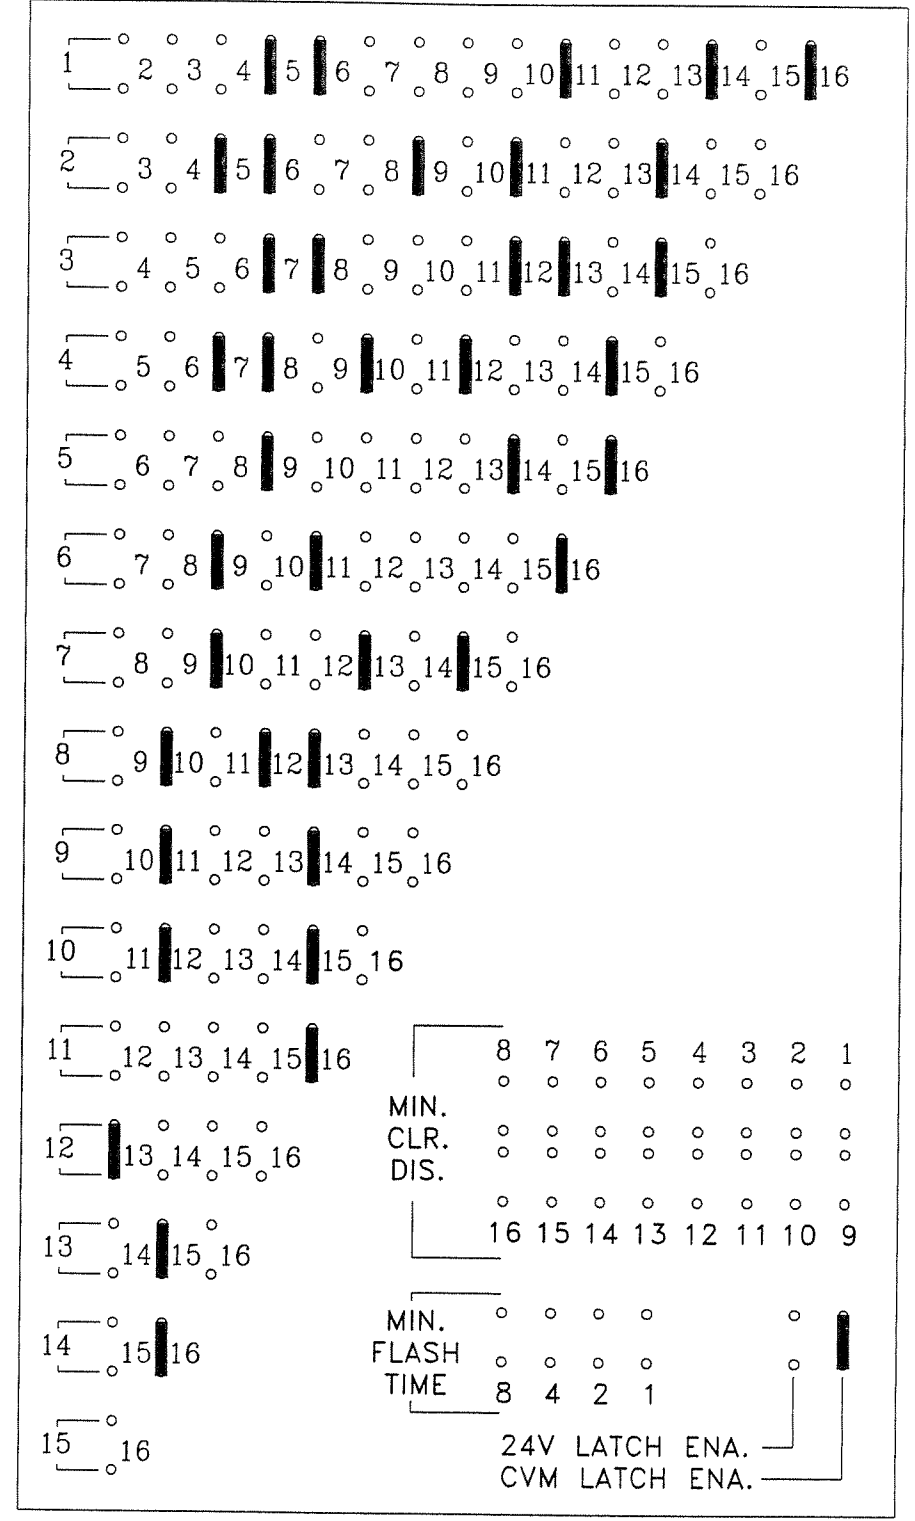 1 2 3 4 5 6 7 8 9 10 11 12 13 14 15 16
2 3 4 5 6 7 8 9 10 11 12 13 14 15 16
3 4 5 6 7 8 9 10 11 12 13 14 15 16
4 5 6 7 8 9 10 11 12 13 14 15 16
5 6 7 8 9 10 11 12 13 14 15 16
6 7 8 9 10 11 12 13 14 15 16
7 8 9 10 11 12 13 14 15 16
8 9 10 11 12 13 14 15 16
9 10 11 12 13 14 15 16
10 11 12 13 14 15 16
11 12 13 14 15 16
12 13 14 15 16
13 14 15 16
14 15 16
15 16
8 7 6 5 4 3 2 1
MIN.
CLR.
DIS.
16 15 14 13 12 11 10 9
MIN.
FLASH
TIME
8 4 2 1
24V LATCH ENA.
CVM LATCH ENA.